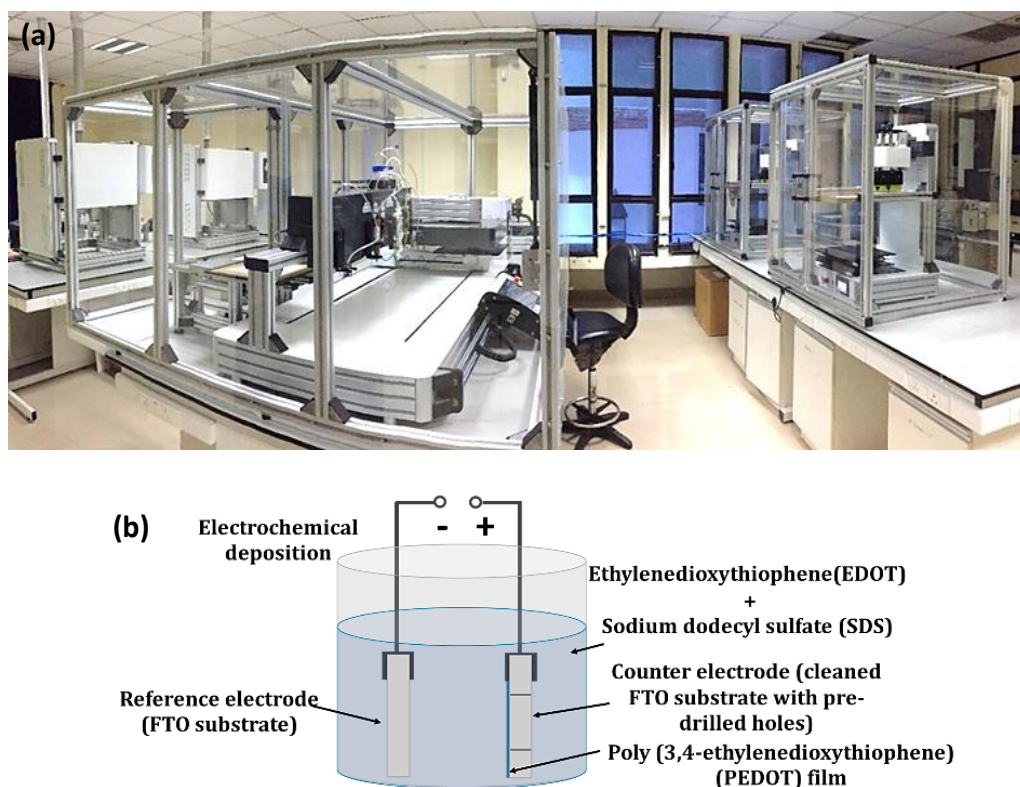 (a)
(b)
Electrochemical
deposition
- +
Ethylenedioxythiophene(EDOT)
+
Sodium dodecyl sulfate (SDS)
Reference electrode
(FTO substrate)
Counter electrode (cleaned
FTO substrate with pre-
drilled holes)
Poly (3,4-ethylenedioxythiophene)
(PEDOT) film